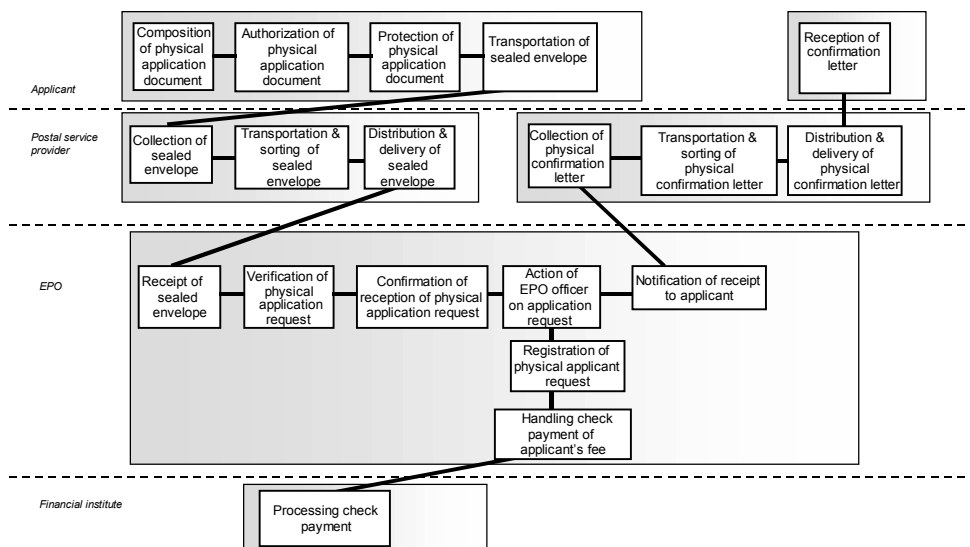 Composition
of physical
application
document
Authorization of
physical
application
document
Protection of
physical
application
document
Transportation of
sealed envelope
Reception of
confirmation
letter
Applicant
Postal service
provider
Collection of
sealed
envelope
Transportation &
sorting of
sealed
envelope
Distribution &
delivery of
sealed
envelope
Collection of
physical
confirmation
letter
Transportation &
sorting of
physical
confirmation letter
Distribution &
delivery of
physical
confirmation letter
EPO
Receipt of
sealed
envelope
Verification of
physical
application
request
Confirmation of
reception of physical
application request
Action of
EPO officer
on application
request
Notification of receipt
to applicant
Registration of
physical applicant
request
Handling check
payment of
applicant's fee
Financial institute
Processing check
payment